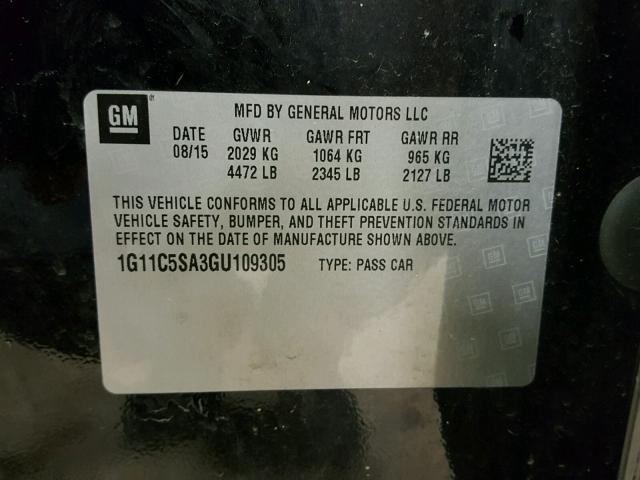 GM
MFD BY GENERAL MOTORS LLC
DATE GVWR GAWR FRT GAWR RR
08/15 2029 KG 1064 KG 965 KG
4472 LB 2345 LB 2127 LB
THIS VEHICLE CONFORMS TO ALL APPLICABLE U.S. FEDERAL MOTOR
VEHICLE SAFETY, BUMPER, AND THEFT PREVENTION STANDARDS IN
EFFECT ON THE DATE OF MANUFACTURE SHOWN ABOVE.
1G11C5SA3GU109305 TYPE: PASS CAR